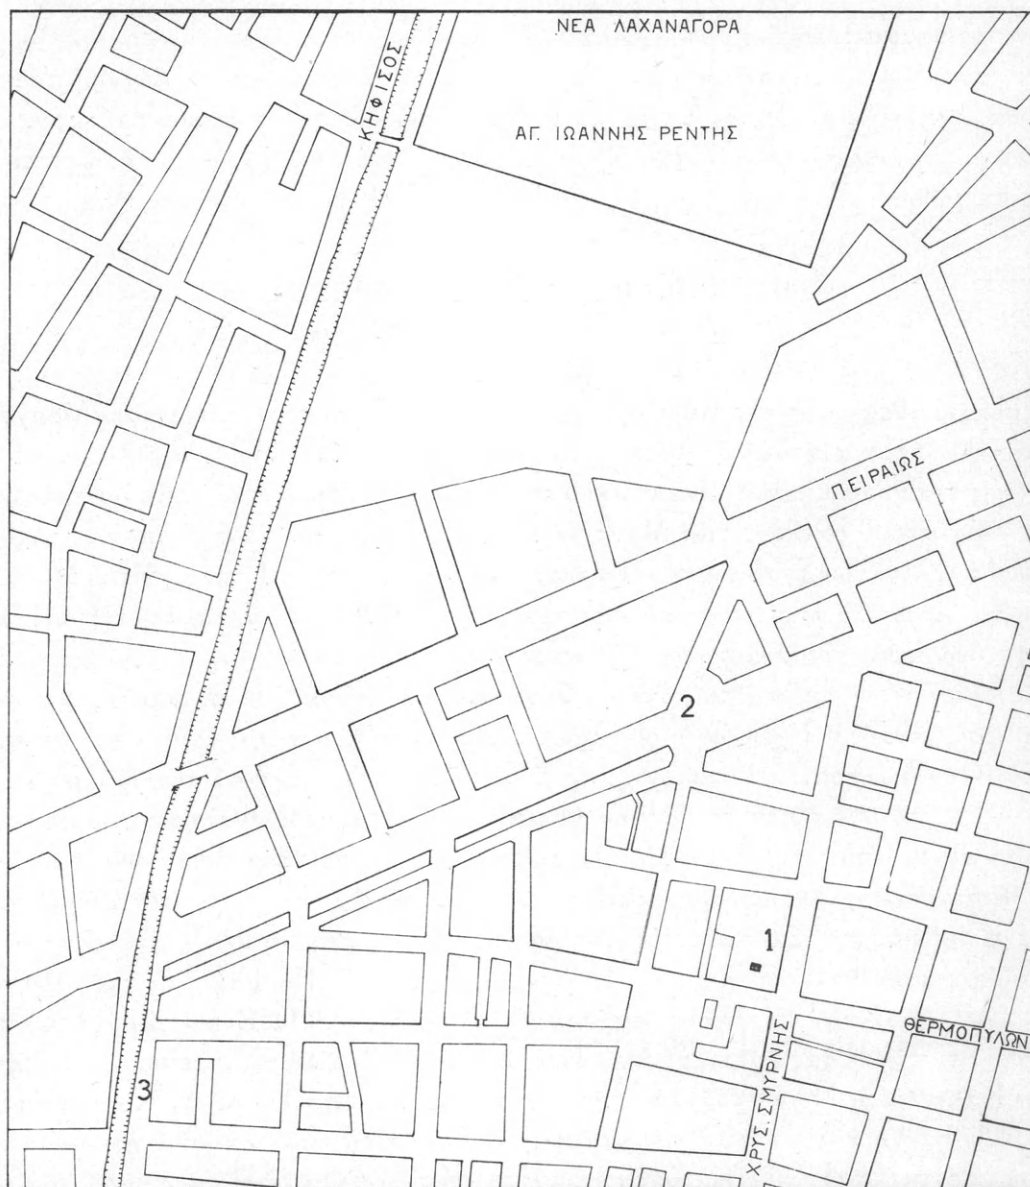 ΝΕΑ ΛΑΧΑΝΑΓΟΡΑ
ΚΗΦΙΣΟΣ
ΑΓ. ΙΩΑΝΝΗΣ ΡΕΝΤΗΣ
ΠΕΙΡΑΙΩΣ
2
1
ΘΕΡΜΟΠΥΛΩΝ
ΧΡΥΣ. ΣΜΥΡΝΗΣ
3